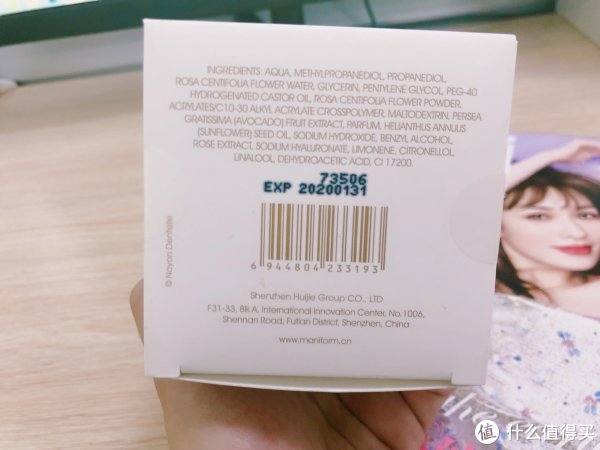 INGREDIENTS: AQUA, METHYLPROPANEDIOL, PROPANEDIOL,
ROSA CENTIFOLIA FLOWER WATER, GLYCERIN, PENTYLENE GLYCOL, PEG-40
HYDROGENATED CASTOR OIL, ROSA CENTIFOLIA FLOWER POWDER,
ACRYLATES/C10-30 ALKYL ACRYLATE CROSSPOLYMER, MALTODEXTRIN, PERSEA
GRATISSIMA (AVOCADO) FRUIT EXTRACT, PARFUM, HELIANTHUS ANNUUS
(SUNFLOWER) SEED OIL, SODIUM HYDROXIDE, BENZYL ALCOHOL,
ROSE EXTRACT, SODIUM HYALURONATE, LIMONENE, CITRONELLOL,
LINALOOL, DEHYDROACETIC ACID, CI 17200.
73506
EXP 20200131
6 944804 233193
© Noyon Dentelle
Shenzhen Huijie Group CO., LTD
F31-33, Blk A, International Innovation Center, No.1006,
Shennan Road, Futian District, Shenzhen, China
www.maniform.cn
值 什么值得买